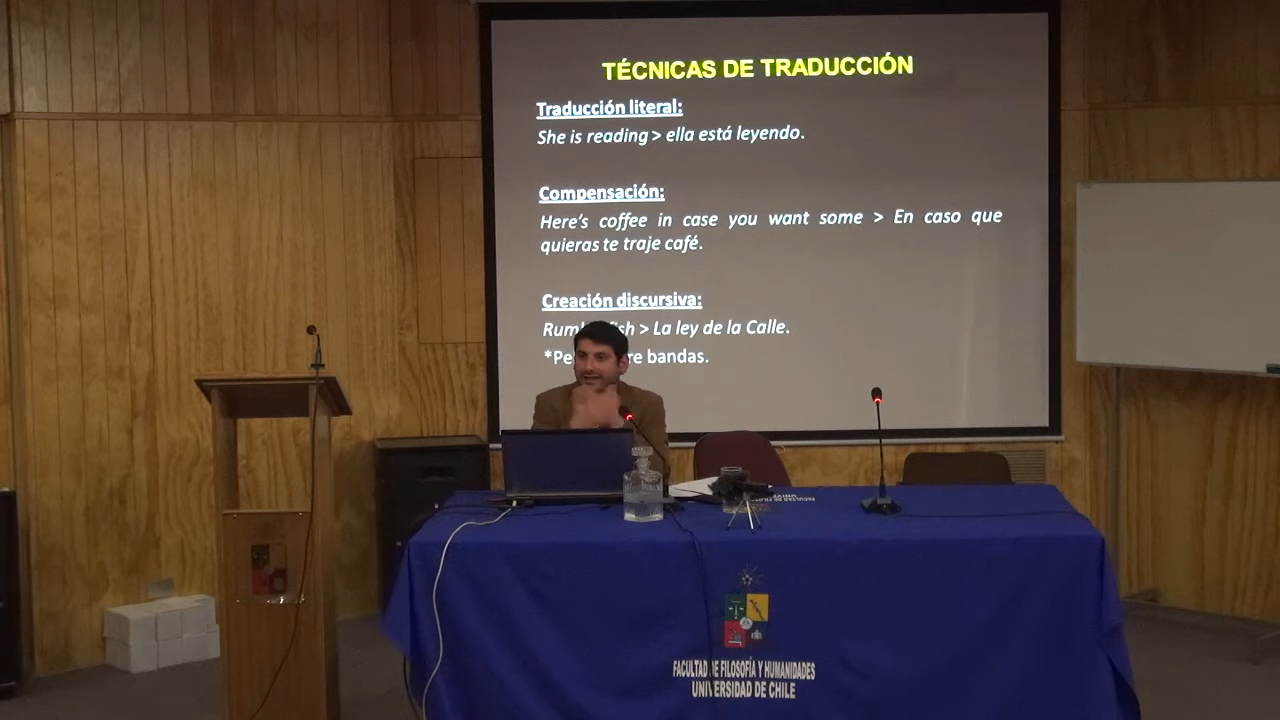 TÉCNICAS DE TRADUCCIÓN
Traducción literal:
She is reading > ella está leyendo.
Compensación:
Here's coffee in case you want some > En caso que
quieras te traje café.
Creación discursiva:
> La ley de la Calle.
bandas.
FACULTAD DE FILOSOFÍA Y HUMANIDADES
UNIVERSIDAD DE CHILE